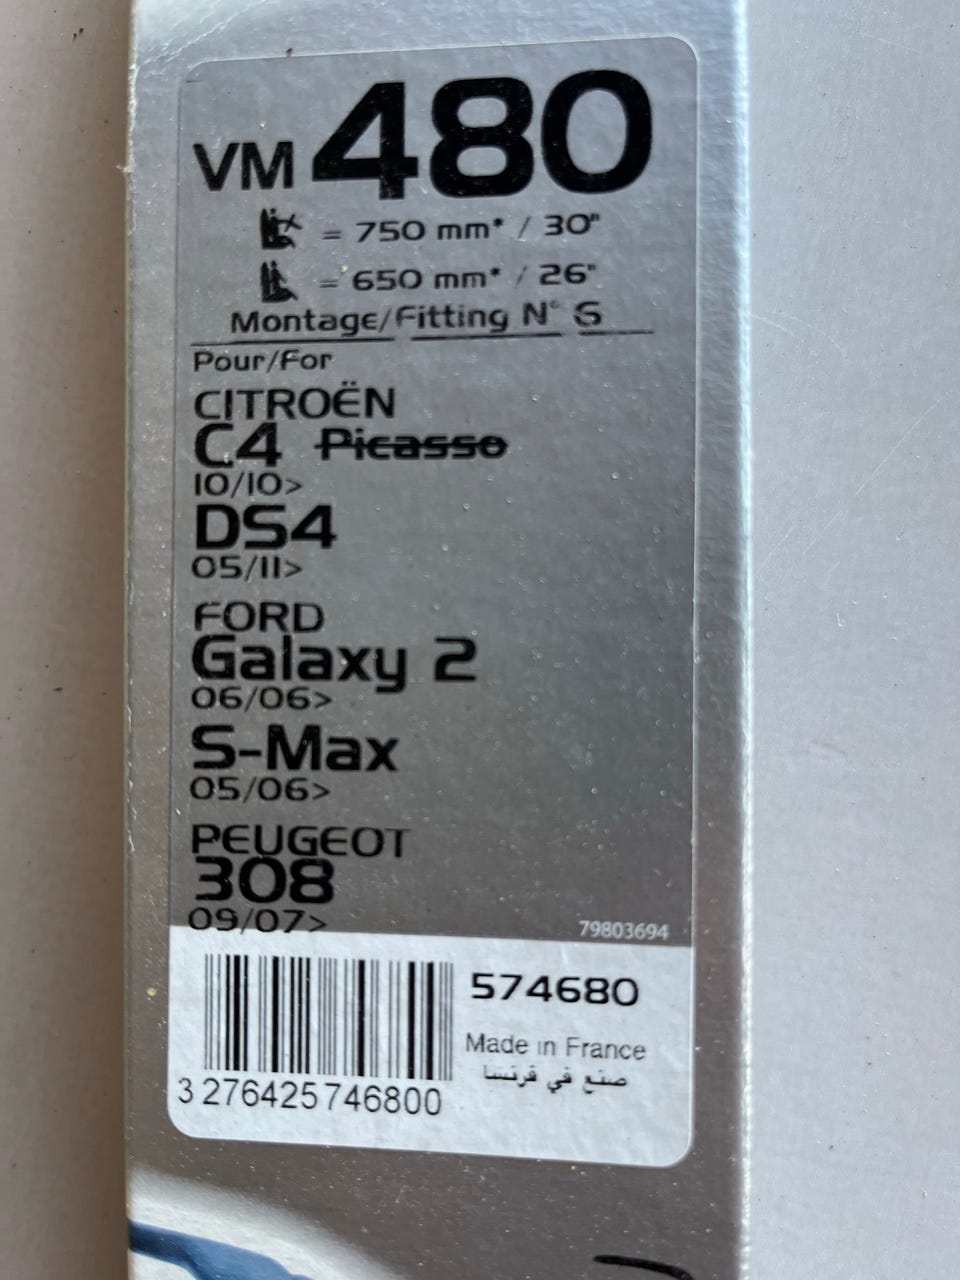 VM 480
= 750 mm* / 30"
= 650 mm* / 26"
Montage/Fitting N° 6
Pour/For
CITROËN
C4 Picasso
10/10>
DS4
05/11>
FORD
Galaxy 2
06/06>
S-Max
05/06>
PEUGEOT
308
09/07>
79803694
574680
Made in France
صنع في فرنسا
3 276425 746800